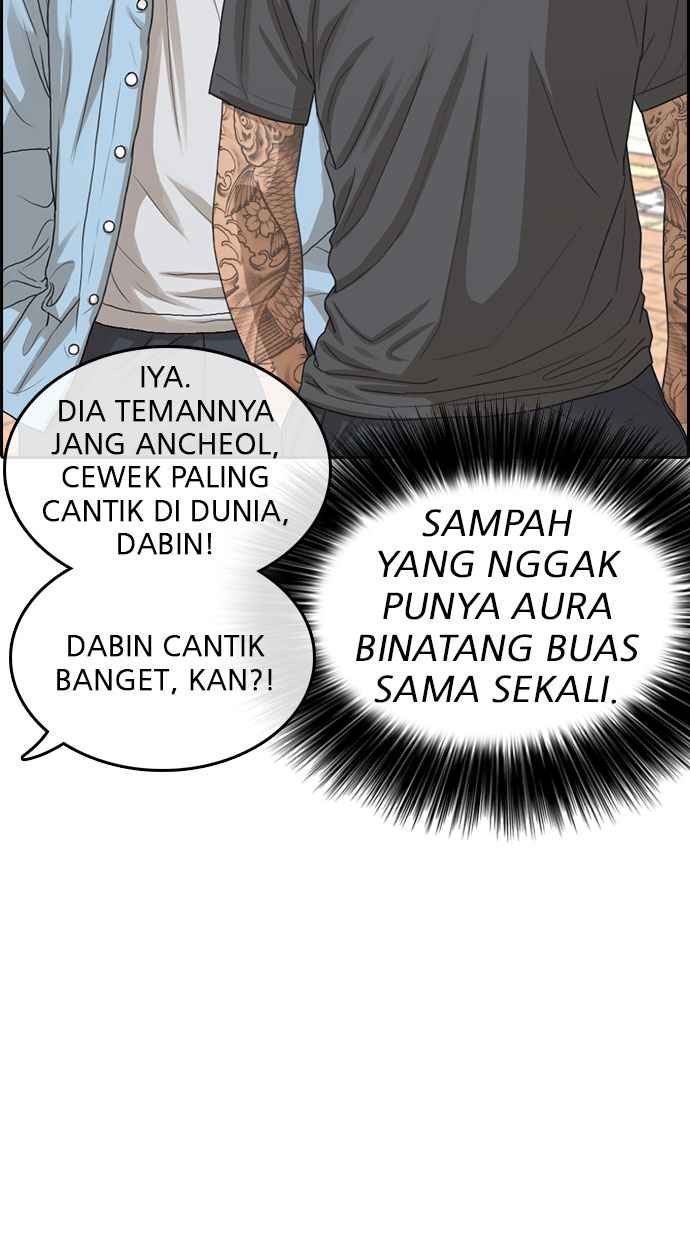 IYA.
DIA TEMANNYA
JANG ANCHEOL,
CEWEK PALING
CANTIK DI DUNIA,
DABIN!
DABIN CANTIK
BANGET, KAN?!
SAMPAH
YANG NGGAK
PUNYA AURA
BINATANG BUAS
SAMA SEKALI.